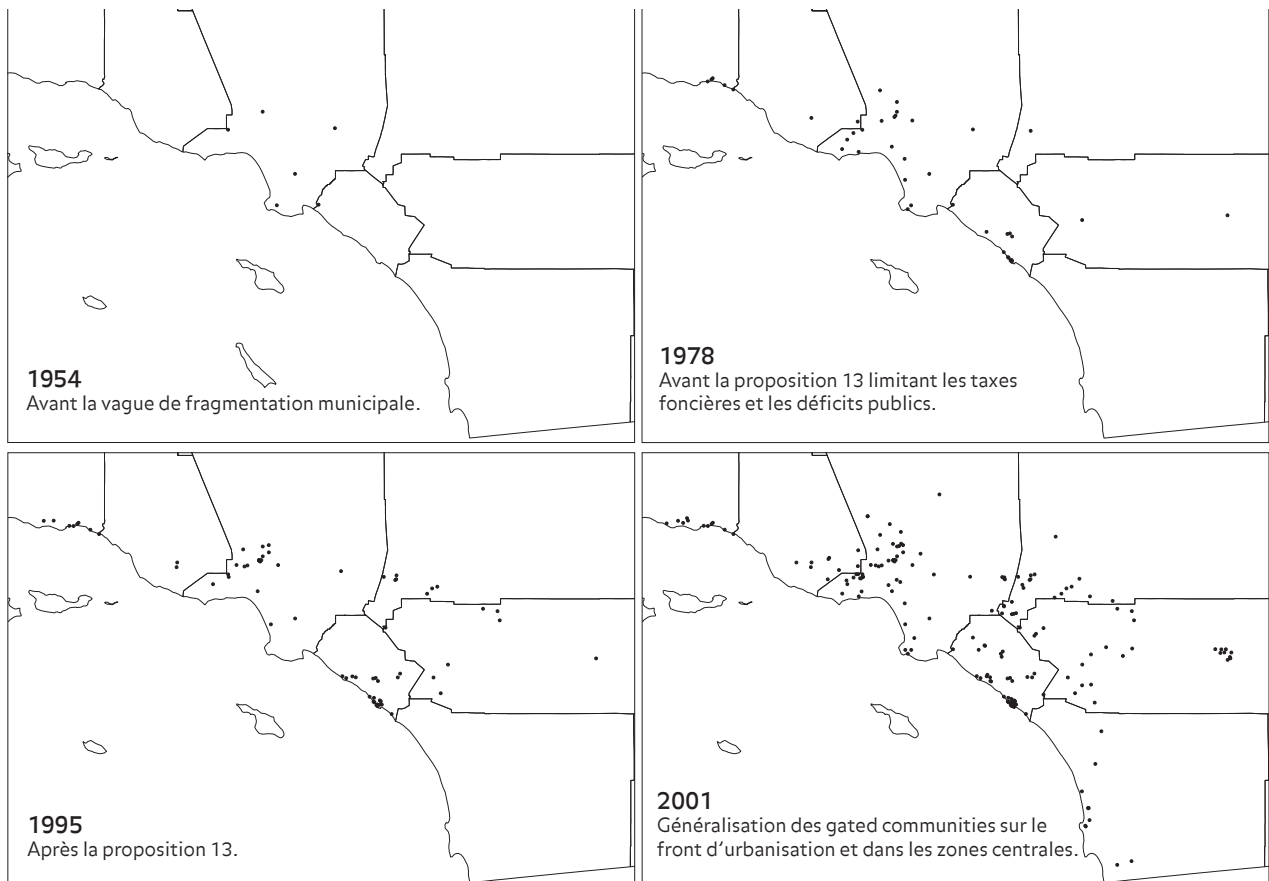 1954
Avant la vague de fragmentation municipale.
1978
Avant la proposition 13 limitant les taxes
foncières et les déficits publics.
1995
Après la proposition 13.
2001
Généralisation des gated communities sur le
front d‘urbanisation et dans les zones centrales.